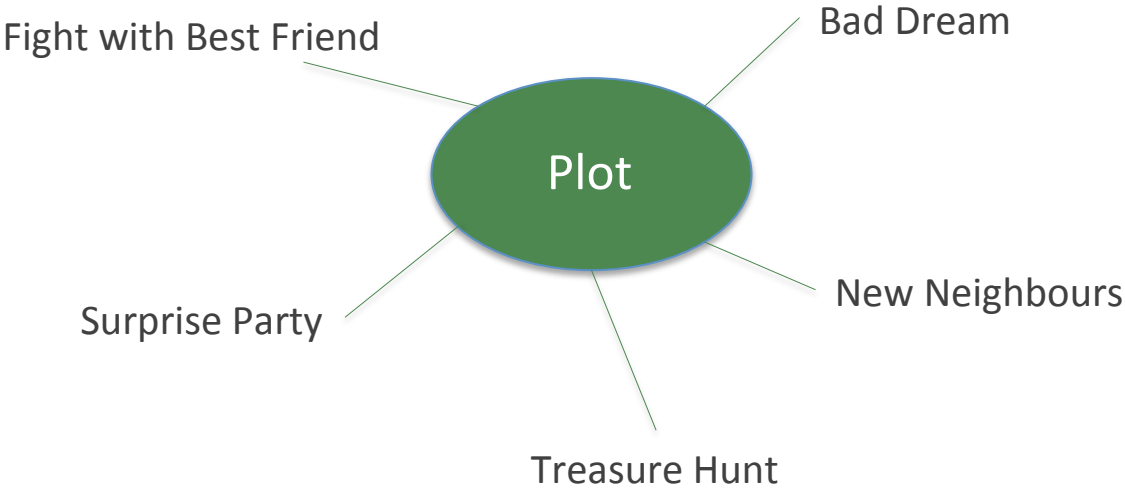 Fight with Best Friend
Bad Dream
Plot
New Neighbours
Surprise Party
Treasure Hunt